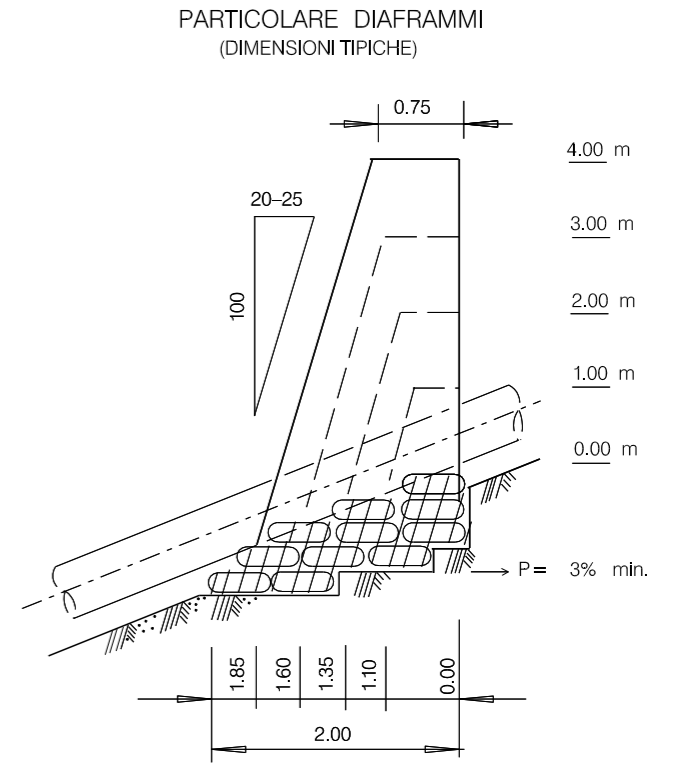 PARTICOLARE DIAFRAMMI
(DIMENSIONI TIPICHE)
0.75
4.00 m
20–25
3.00 m
100
2.00 m
1.00 m
0.00 m
P= 3% min.
1.85
1.60
1.35
1.10
0.00
2.00